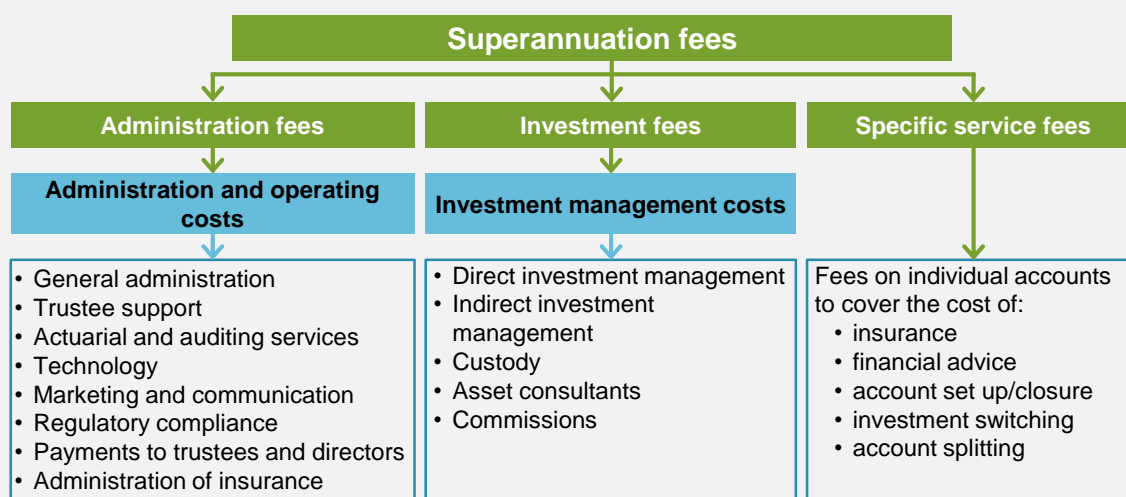 Superannuation fees
Administration fees
Investment fees
Specific service fees
Administration and operating
costs
Investment management costs
• General administration
• Trustee support
• Actuarial and auditing services
• Technology
• Marketing and communication
• Regulatory compliance
• Payments to trustees and directors
• Administration of insurance
• Direct investment management
• Indirect investment
management
• Custody
• Asset consultants
• Commissions
Fees on individual accounts
to cover the cost of:
• insurance
• financial advice
• account set up/closure
• investment switching
• account splitting